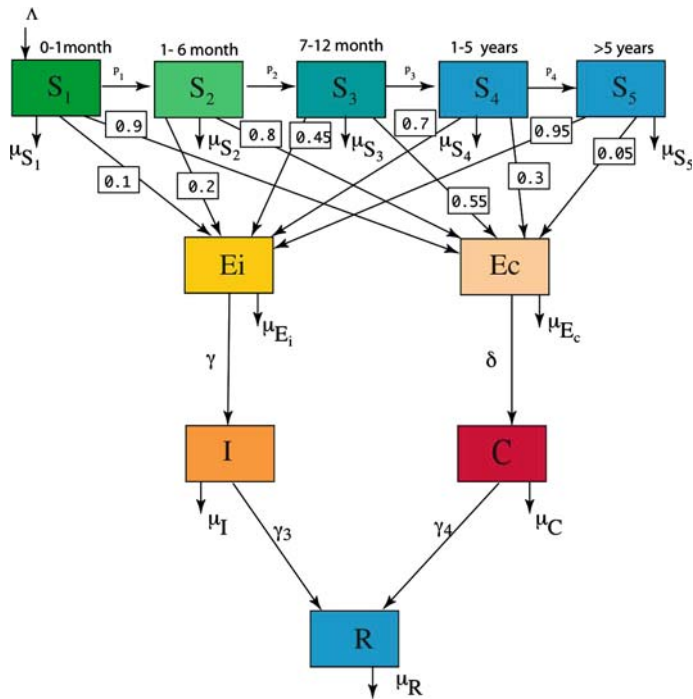 Λ
0-1month 1- 6 month 7-12 month 1-5 years >5 years
S1 P1 S2 P2 S3 P3 S4 P4 S5
μS1 0.9 μS2 0.8 0.45 μS3 0.7 μS4 0.95 μS5
0.1 0.2 0.55 0.3 0.05
Ei Ec
μEi μEc
γ δ
I C
μI γ3 γ4 μC
R
μR